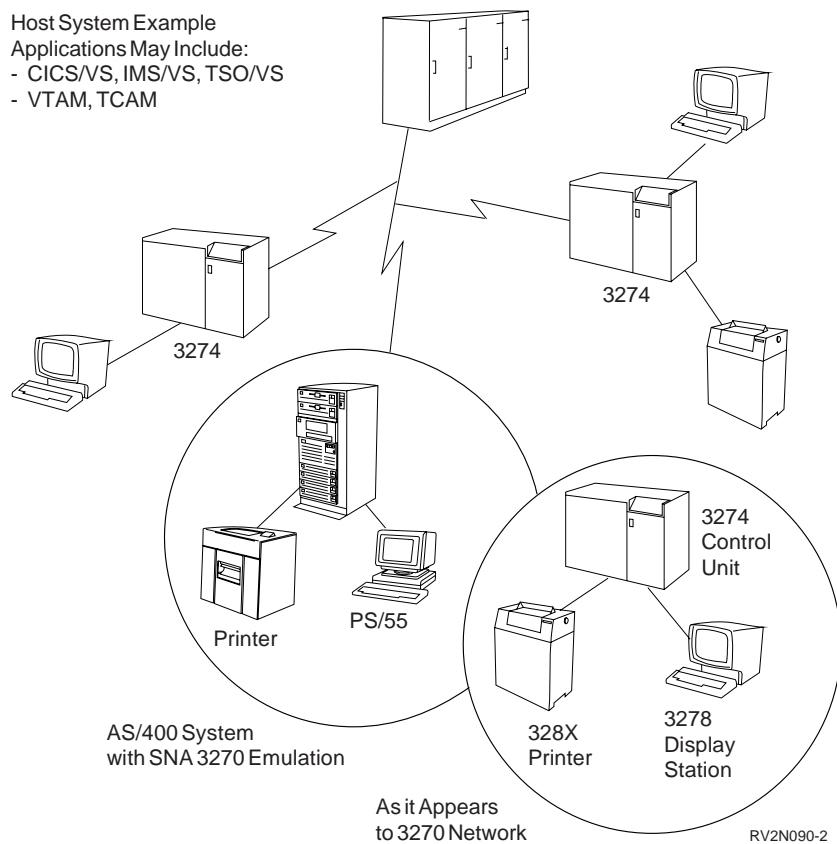 Host System Example
Applications May Include:
- CICS/VS, IMS/VS, TSO/VS
- VTAM, TCAM
3274
3274
3274
Control
Unit
Printer
PS/55
328X
Printer
3278
Display
Station
AS/400 System
with SNA 3270 Emulation
As it Appears
to 3270 Network
RV2N090-2